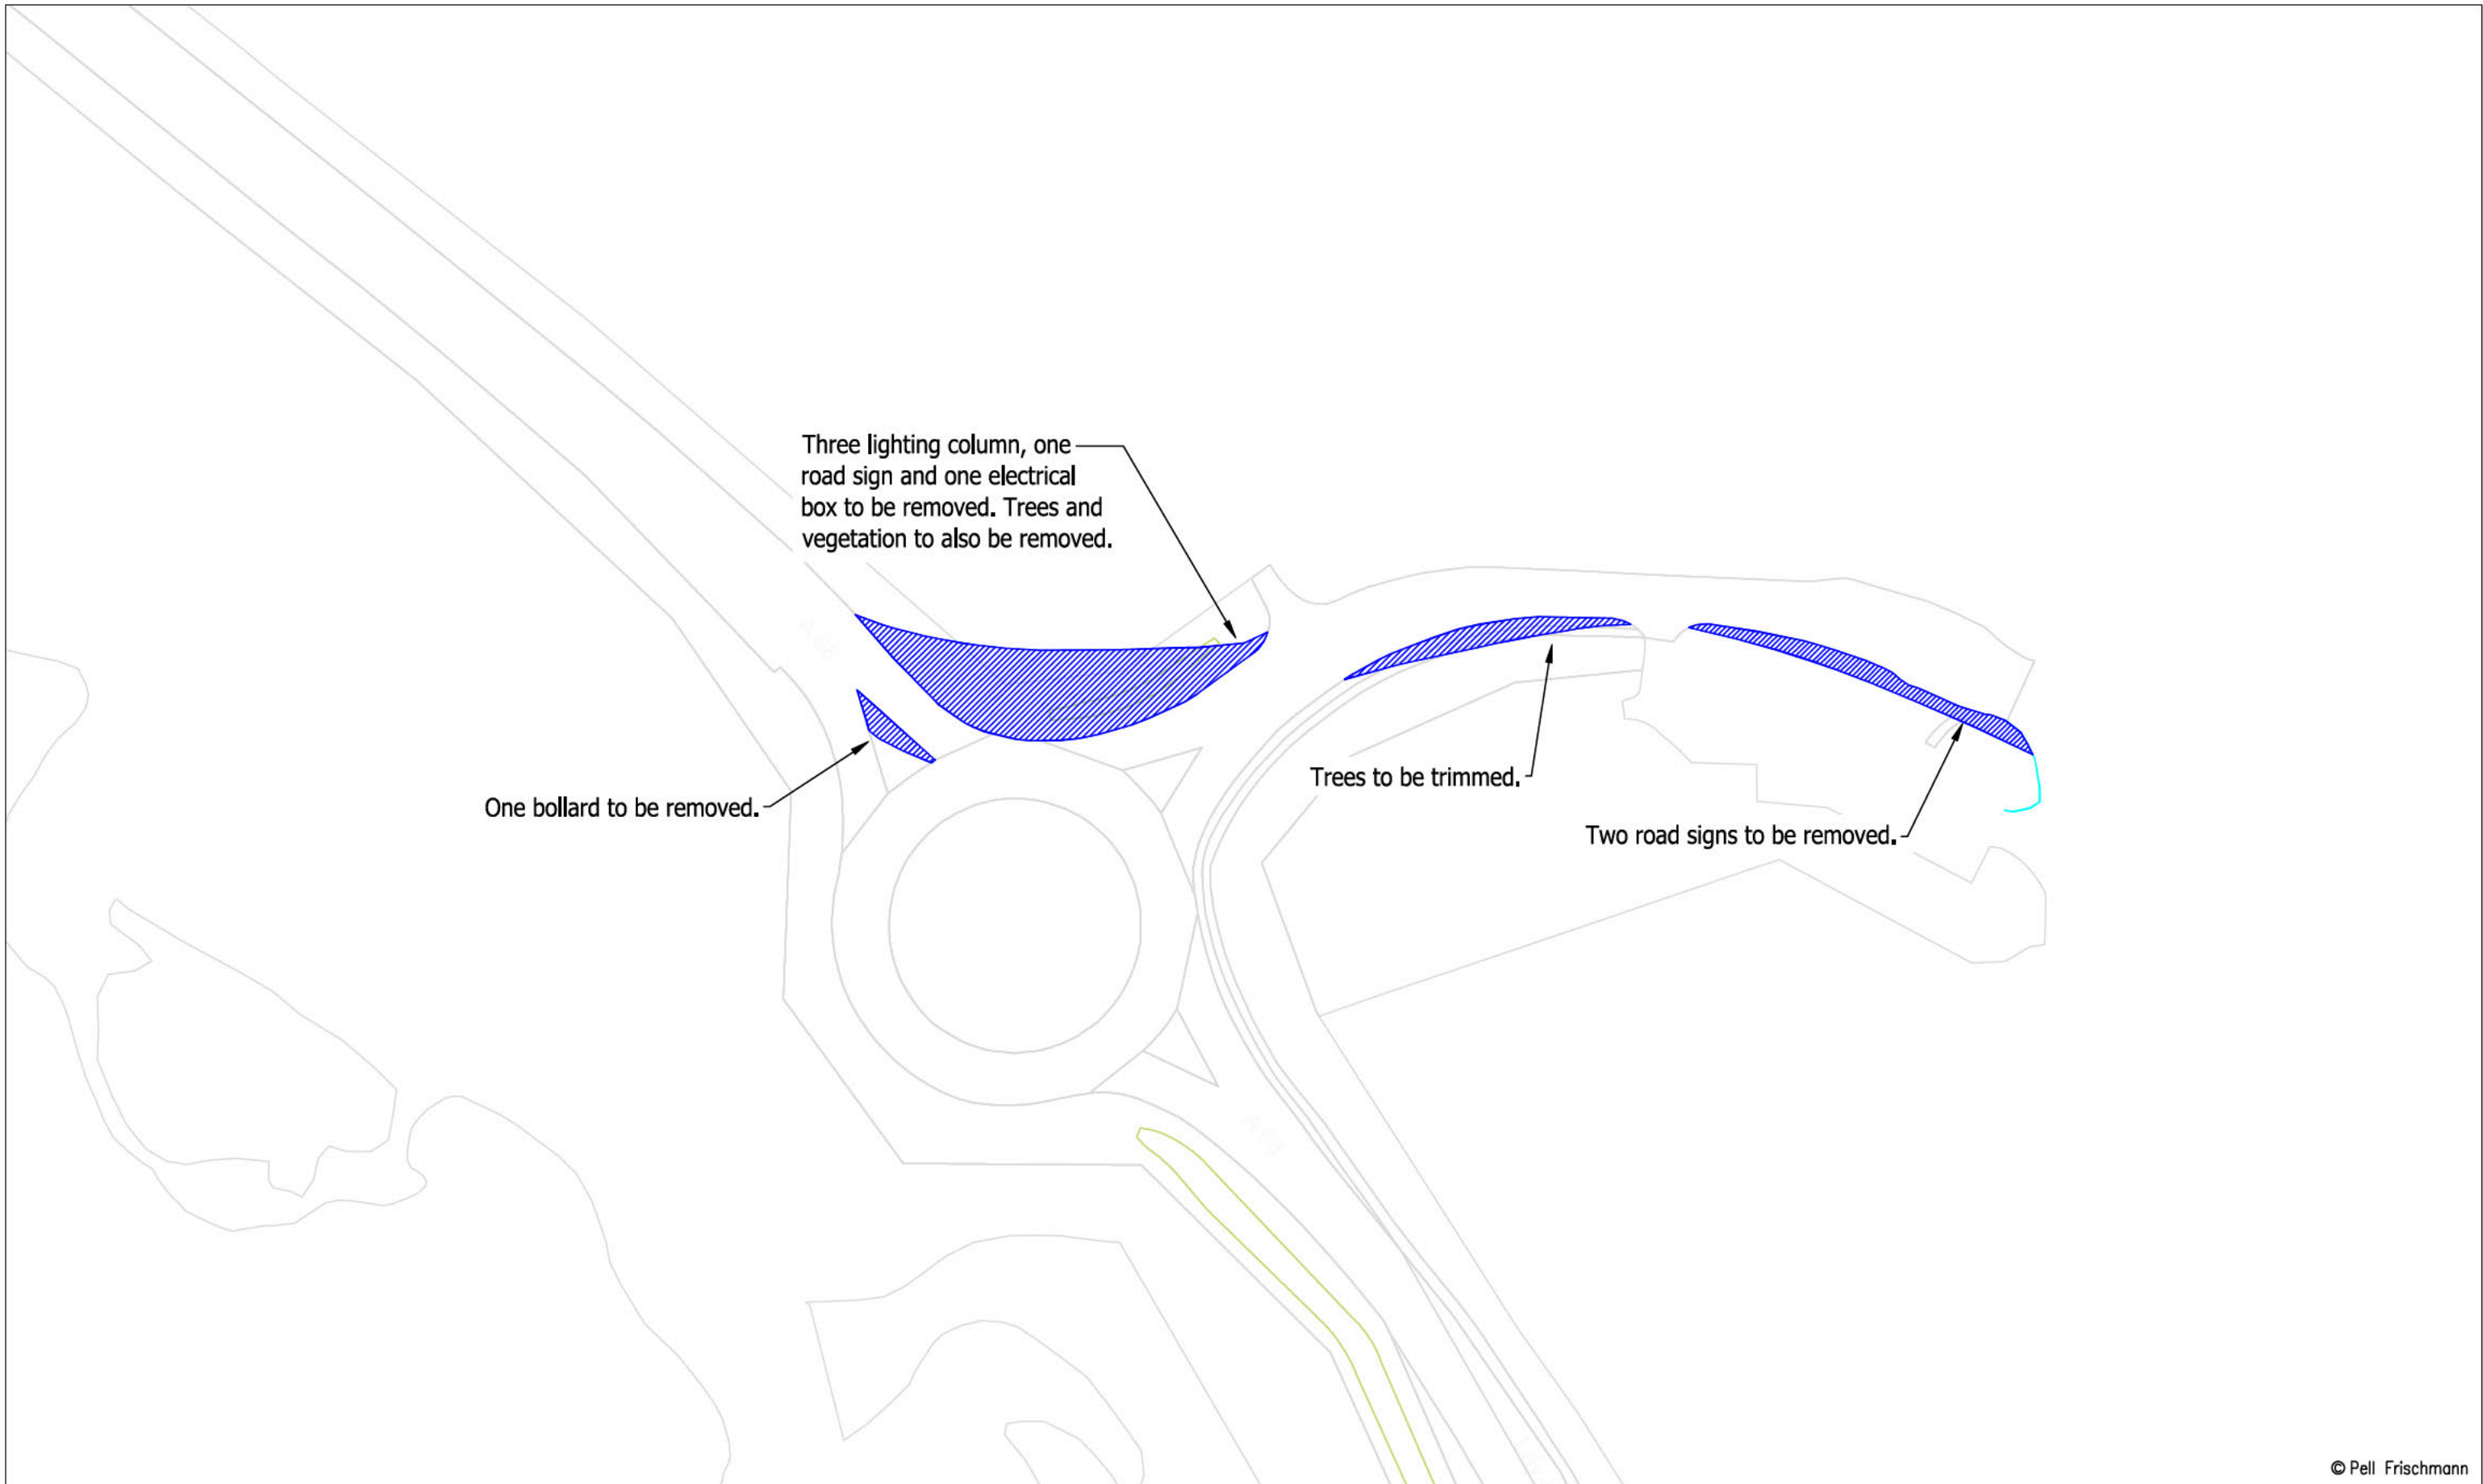 Three lighting column, one
road sign and one electrical
box to be removed. Trees and
vegetation to also be removed.
One bollard to be removed.
Trees to be trimmed.
Two road signs to be removed.
© Pell Frischmann